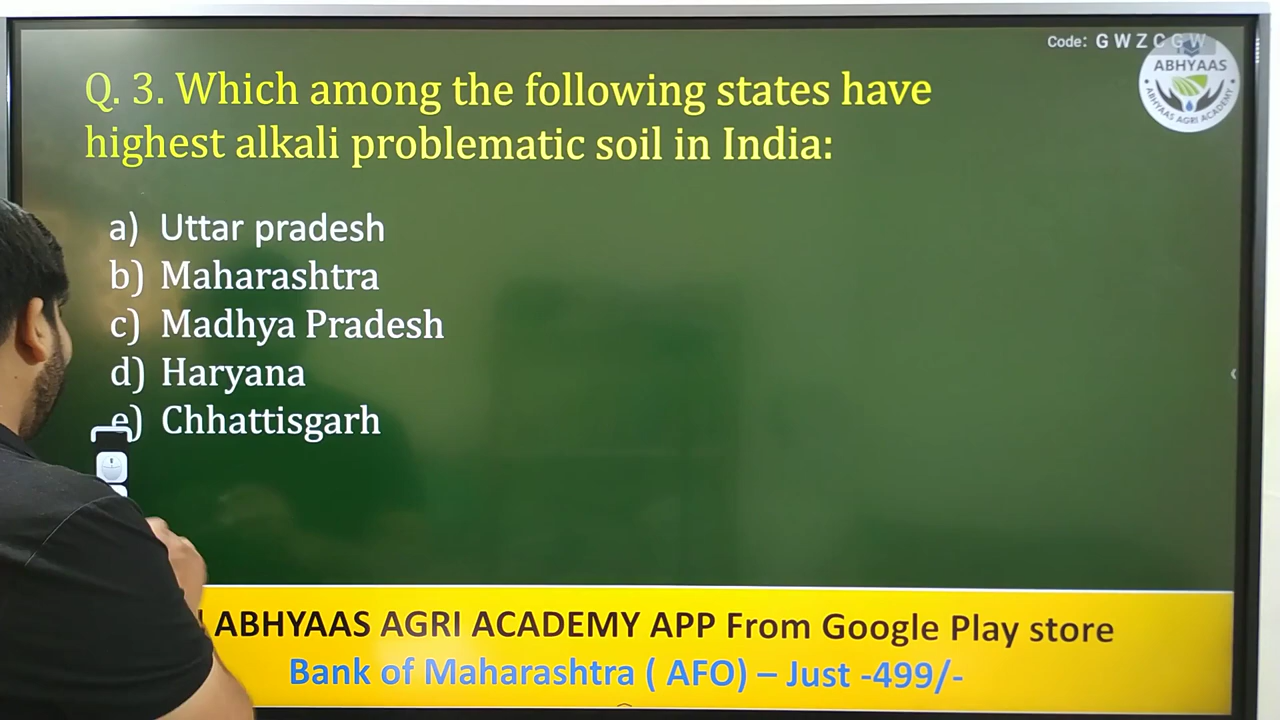 Code: G W Z C G W
ABHYAAS
ABHYAAS AGRI ACADEMY
Q. 3. Which among the following states have
highest alkali problematic soil in India:
a) Uttar pradesh
b) Maharashtra
c) Madhya Pradesh
d) Haryana
e) Chhattisgarh
ABHYAAS AGRI ACADEMY APP From Google Play store
Bank of Maharashtra ( AFO) – Just -499/-